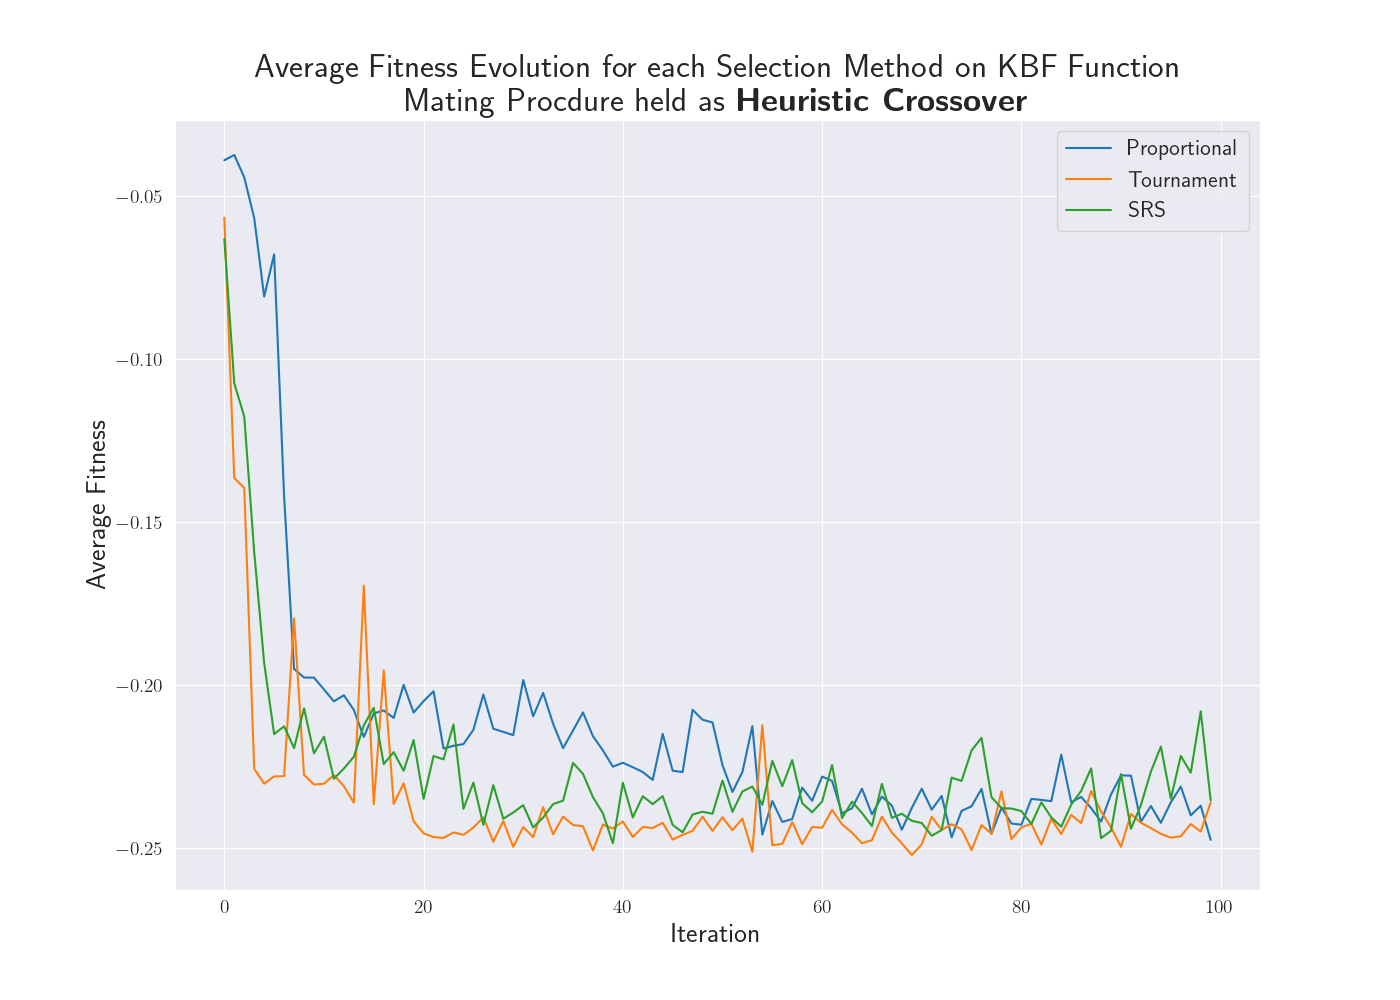 Average Fitness Evolution for each Selection Method on KBF Function
Mating Procdure held as Heuristic Crossover
Proportional
Tournament
SRS
−0.05
−0.10
−0.15
−0.20
−0.25
Average Fitness
0 20 40 60 80 100
Iteration